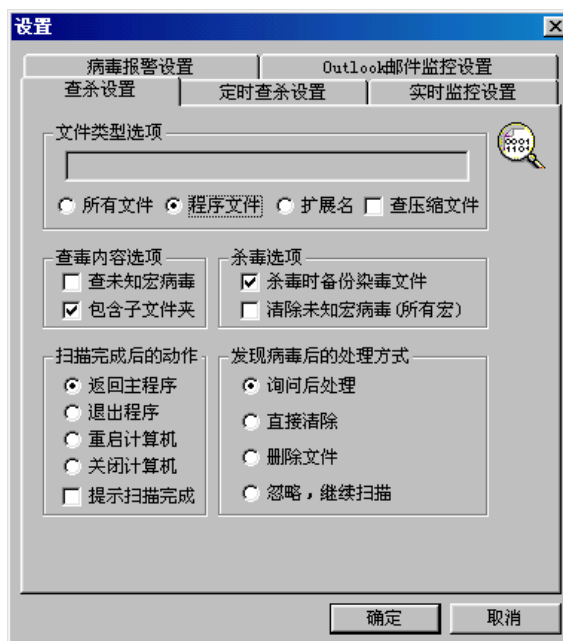 设置
病毒报警设置 Outlook邮件监控设置
查杀设置 定时查杀设置 实时监控设置
文件类型选项
0001
1101
所有文件 程序文件 扩展名 查压缩文件
查毒内容选项 杀毒选项
查未知宏病毒 杀毒时备份染毒文件
包含子文件夹 清除未知宏病毒(所有宏)
扫描完成后的动作 发现病毒后的处理方式
返回主程序 询问后处理
退出程序 直接清除
重启计算机
关闭计算机 删除文件
提示扫描完成 忽略，继续扫描
确定 取消